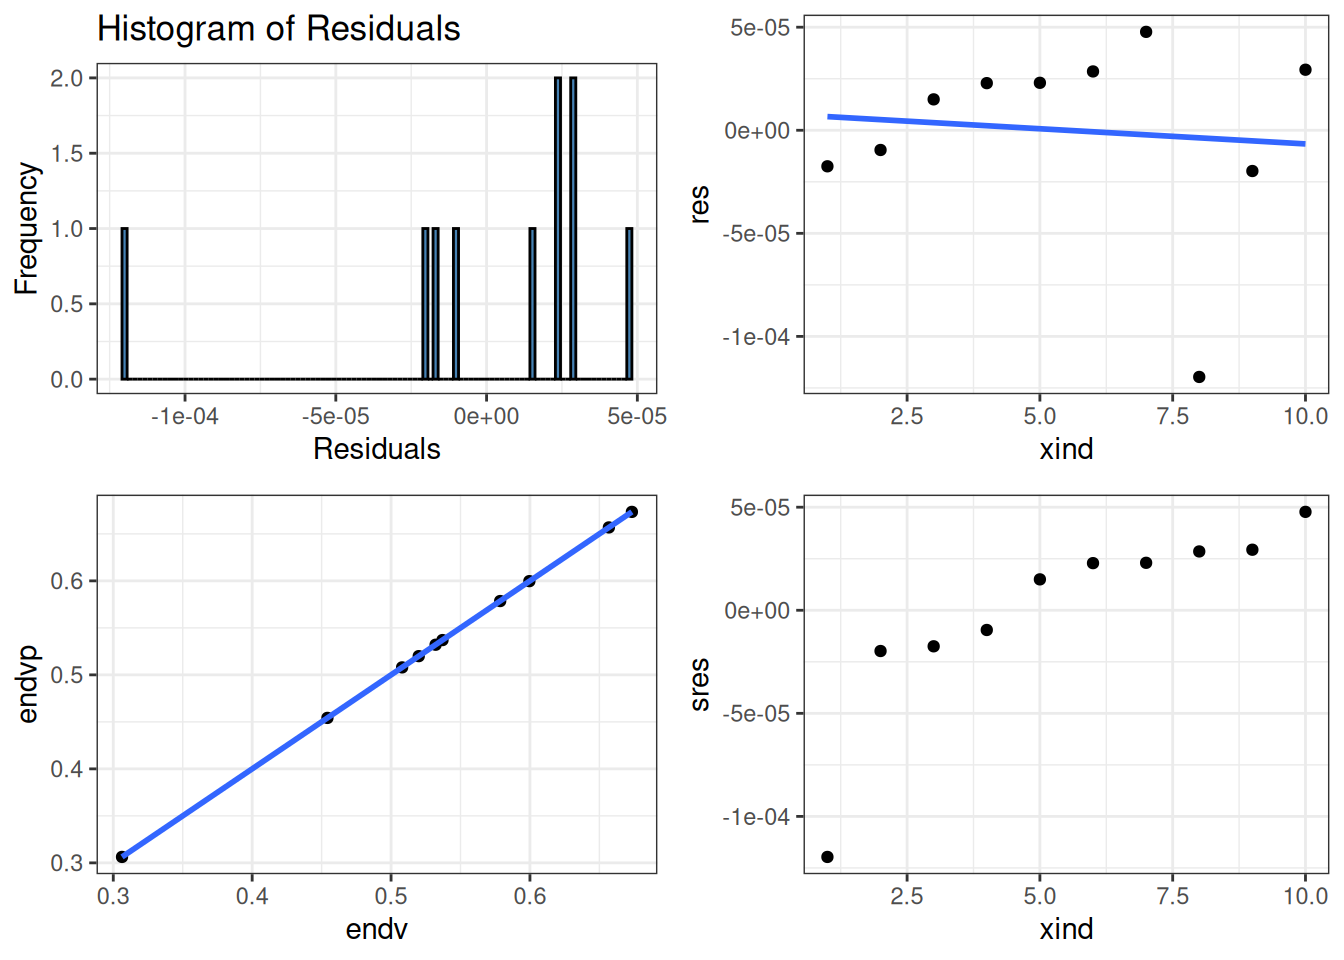 Histogram of Residuals
Frequency
2.0
1.5
1.0
0.5
0.0
-1e-04 -5e-05 0e+00 5e-05
Residuals
res
5e-05
0e+00
-5e-05
-1e-04
2.5 5.0 7.5 10.0
xind
endvp
0.6
0.5
0.4
0.3
0.3 0.4 0.5 0.6
endv
sres
5e-05
0e+00
-5e-05
-1e-04
2.5 5.0 7.5 10.0
xind